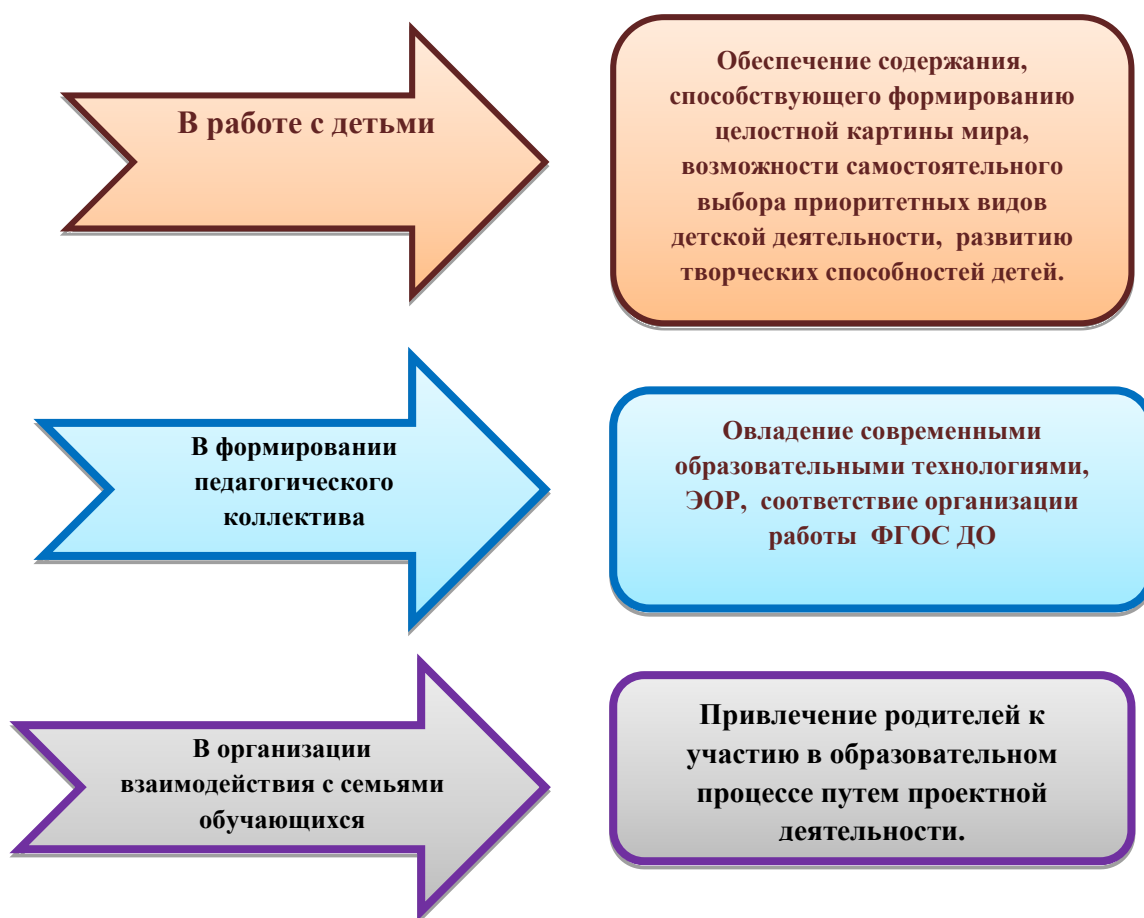 В работе с детьми
Обеспечение содержания,
способствующего формированию
целостной картины мира,
возможности самостоятельного
выбора приоритетных видов
детской деятельности,  развитию
творческих способностей детей.
В формировании
педагогического
коллектива
Овладение современными
образовательными технологиями,
ЭОР,  соответствие организации
работы  ФГОС ДО
В организации
взаимодействия с семьями
обучающихся
Привлечение родителей к
участию в образовательном
процессе путем проектной
деятельности.